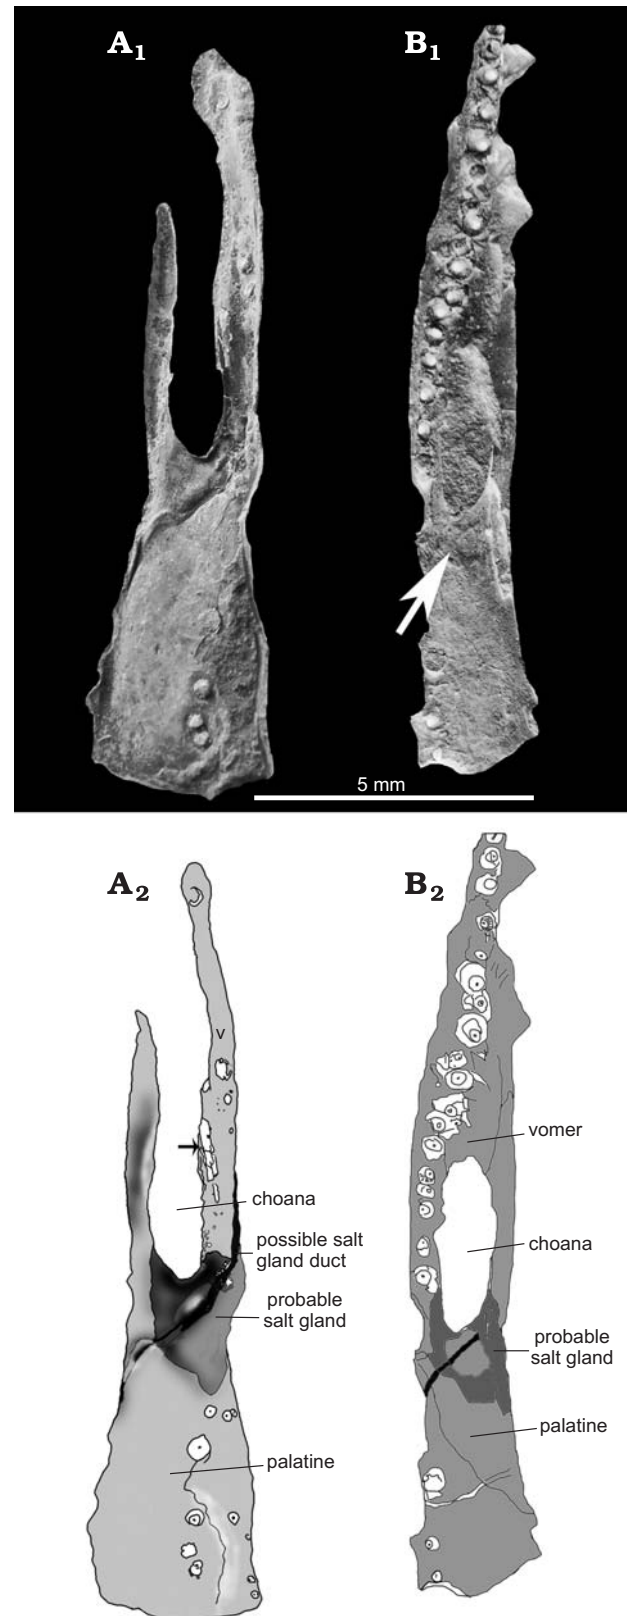 A1
B1
5 mm
A2
B2
v
vomer
choana
choana
possible salt
gland duct
probable
salt gland
probable
salt gland
palatine
palatine